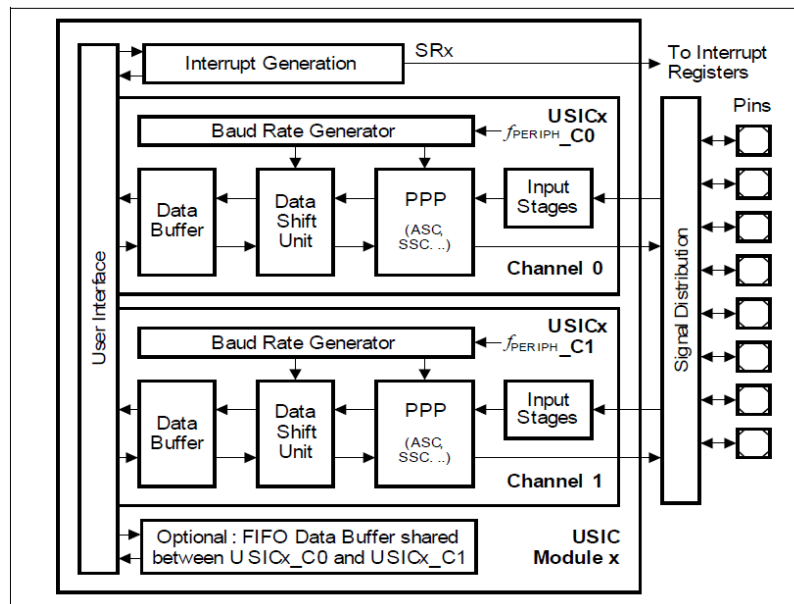 SRx
Interrupt Generation
To Interrupt
Registers
Pins
User Interface
USICx
Baud Rate Generator
fPERIPH_C0
Data
Buffer
Data
Shift
Unit
PPP
(ASC,
SSC. ..)
Input
Stages
Channel 0
Signal Distribution
USICx
Baud Rate Generator
fPERIPH_C1
Data
Buffer
Data
Shift
Unit
PPP
(ASC,
SSC. ..)
Input
Stages
Channel 1
Optional : FIFO Data Buffer shared
between USICx_C0 and USICx_C1
USIC
Module x